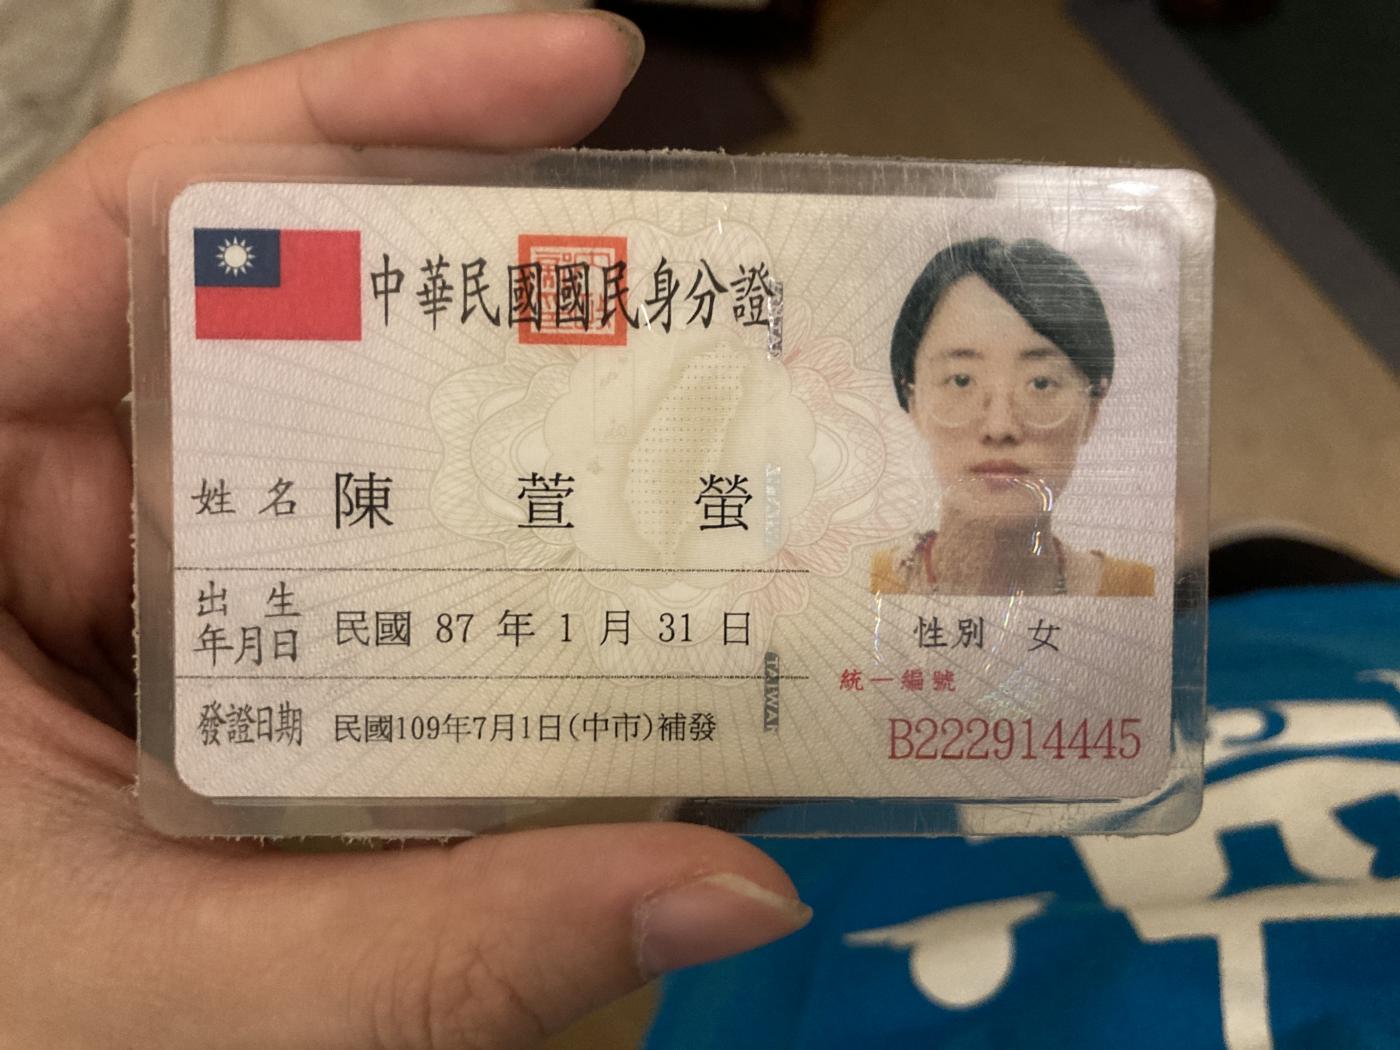 中華民國國民身分證
姓名 陳萱螢
出生年月日 民國 87 年 1 月 31 日
性別 女
統一編號
B222914445
發證日期 民國109年7月1日(中市)補發
TAIWAN